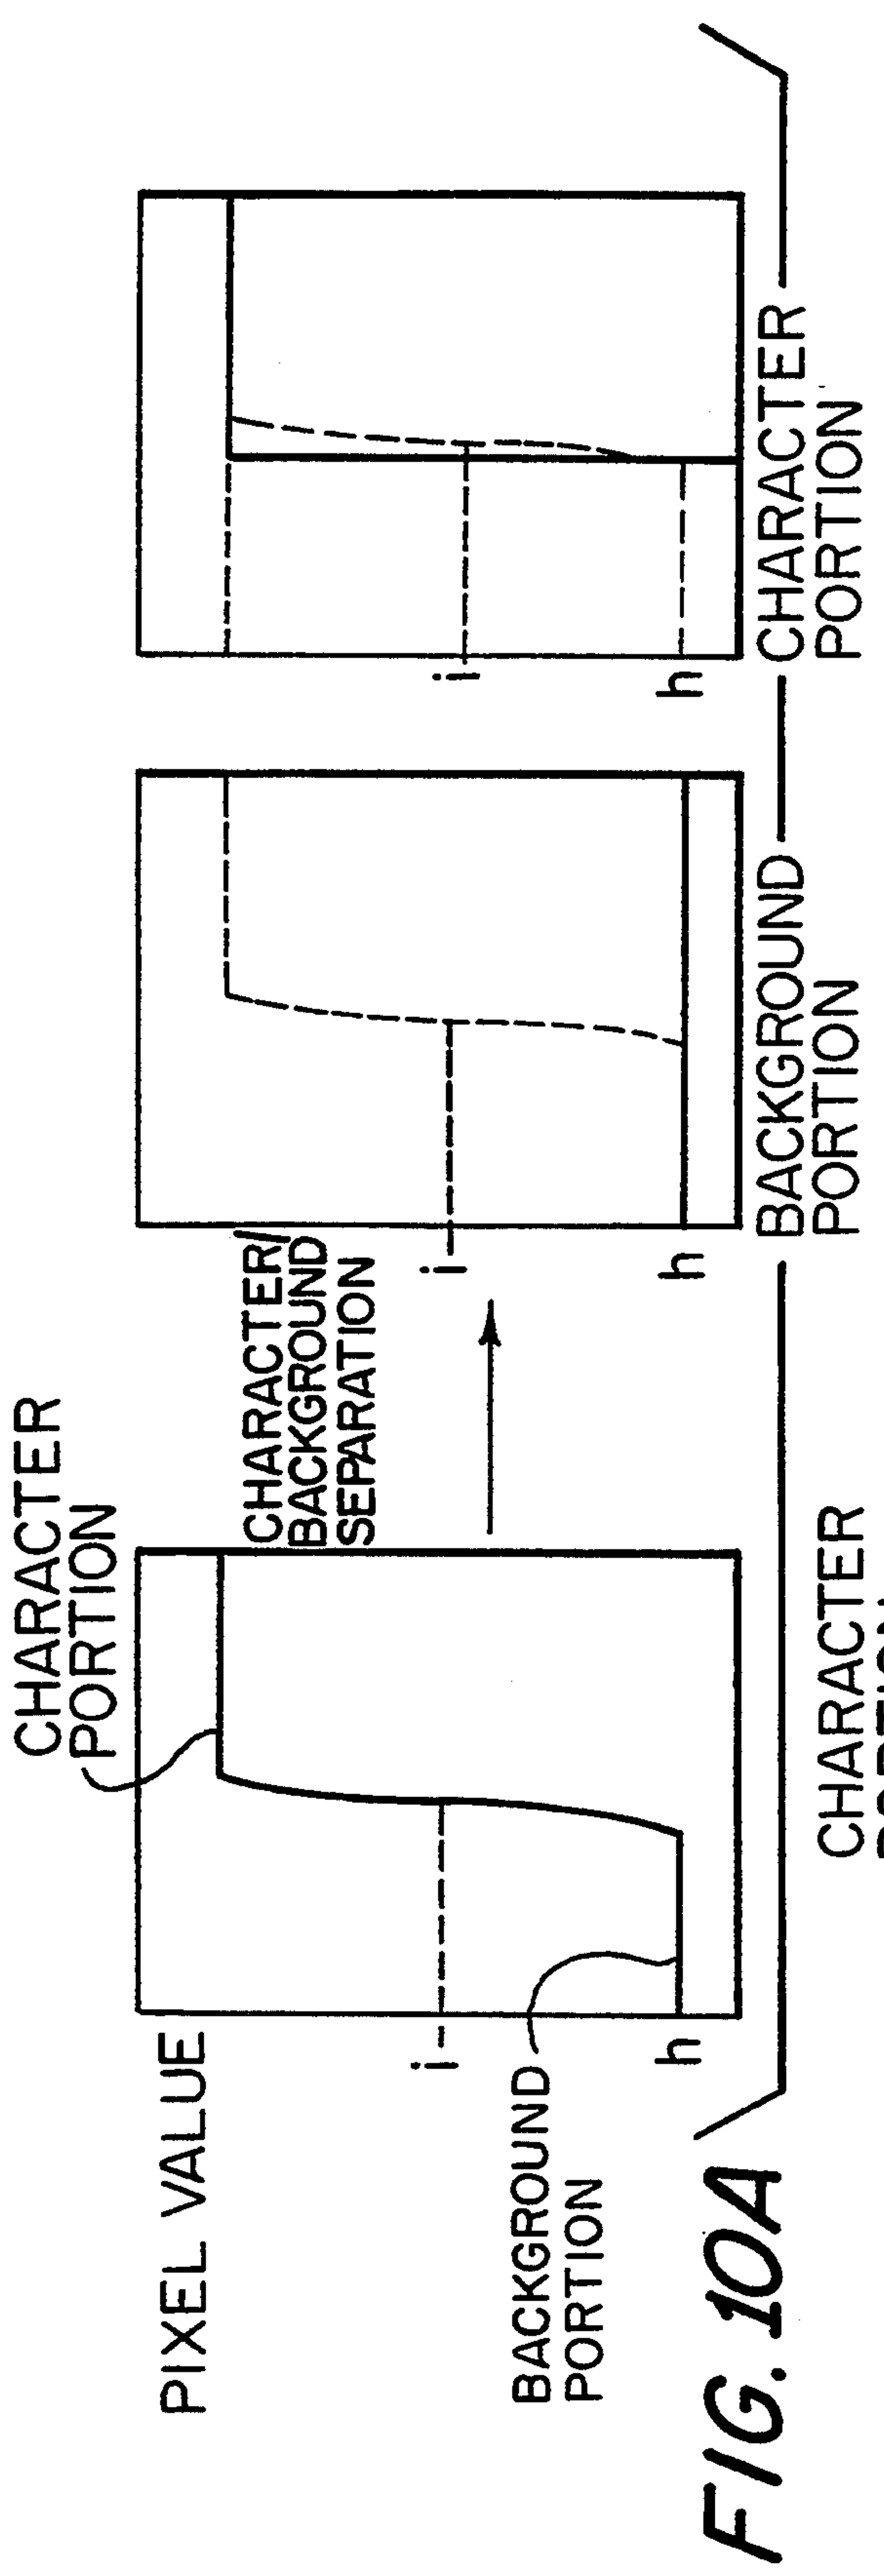 CHARACTER
PORTION
PIXEL VALUE
CHARACTER/
BACKGROUND
SEPARATION
i
i
i
BACKGROUND
PORTION
h
h
h
BACKGROUND
PORTION
CHARACTER
PORTION
FIG. 10A
CHARACTER